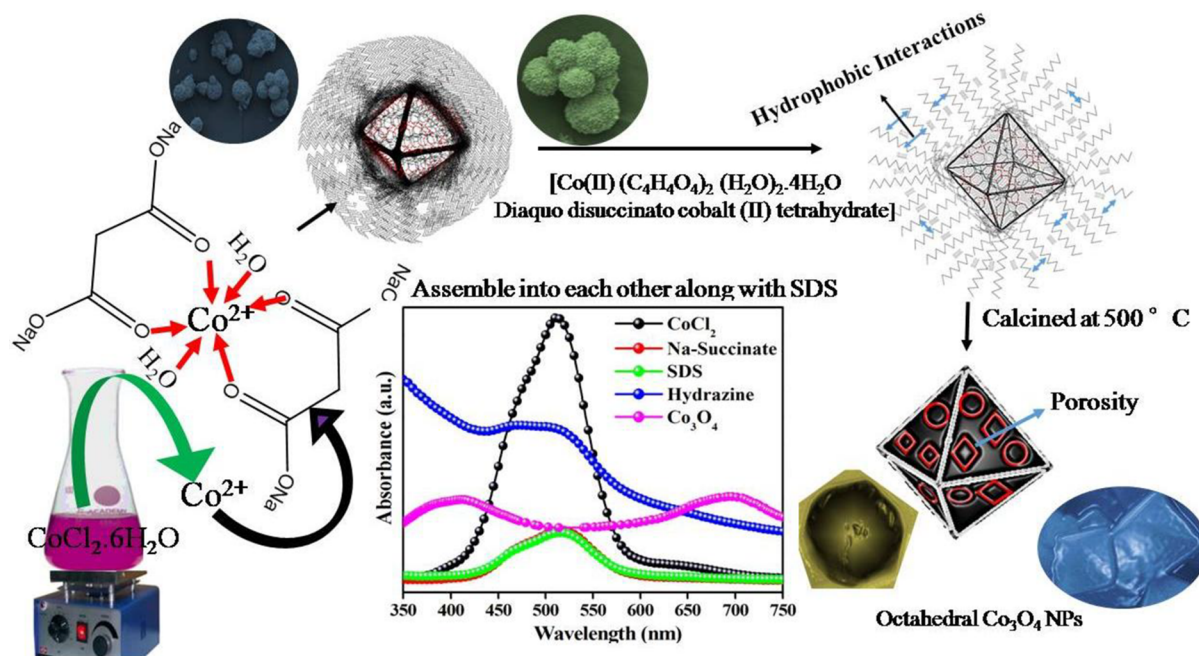 Hydrophobic Interactions
ONa
O
O
NaO
H₂O
Co²⁺
H₂O
O
O
NaO
ONa
[Co(II) (C₄H₄O₄)₂ (H₂O)₂.4H₂O
Diaquo disuccinato cobalt (II) tetrahydrate]
Assemble into each other along with SDS
CoCl₂
Na-Succinate
SDS
Hydrazine
Co₃O₄
Absorbance (a.u.)
350 400 450 500 550 600 650 700 750
Wavelength (nm)
Calcined at 500 ° C
Porosity
Co²⁺
CoCl₂.6H₂O
Octahedral Co₃O₄ NPs